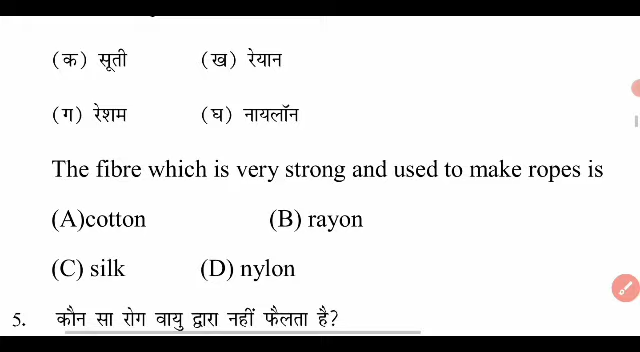 (क) सूती (ख) रेयान
(ग) रेशम (घ) नायलॉन
The fibre which is very strong and used to make ropes is
(A)cotton (B) rayon
(C) silk (D) nylon
5. कौन सा रोग वायु द्वारा नहीं फैलता है?